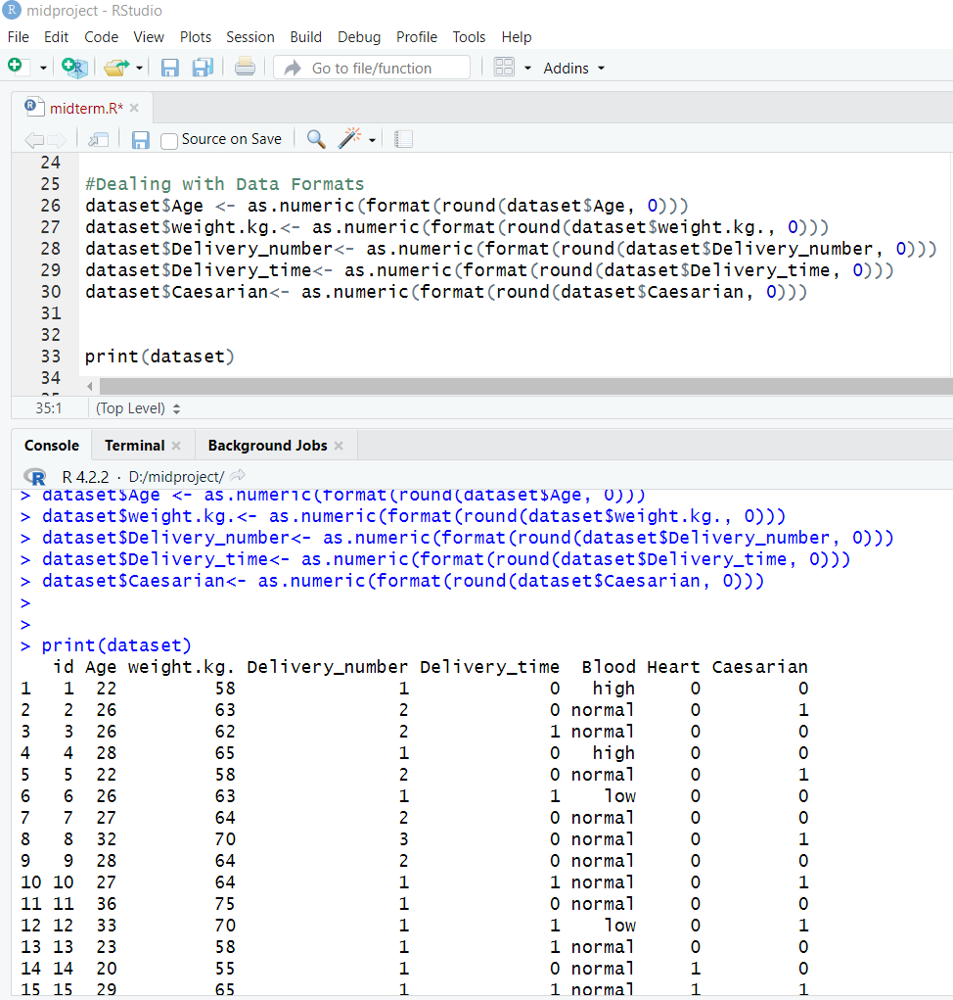 midproject - RStudio
File Edit Code View Plots Session Build Debug Profile Tools Help
Go to file/function Addins
midterm.R*
Source on Save
24
25 #Dealing with Data Formats
26 dataset$Age <- as.numeric(format(round(dataset$Age, 0)))
27 dataset$weight.kg.<- as.numeric(format(round(dataset$weight.kg., 0)))
28 dataset$Delivery_number<- as.numeric(format(round(dataset$Delivery_number, 0)))
29 dataset$Delivery_time<- as.numeric(format(round(dataset$Delivery_time, 0)))
30 dataset$Caesarian<- as.numeric(format(round(dataset$Caesarian, 0)))
31
32
33 print(dataset)
34
35:1 (Top Level)
Console Terminal Background Jobs
R 4.2.2 · D:/midproject/
> dataset$Age <- as.numeric(format(round(dataset$Age, 0)))
> dataset$weight.kg.<- as.numeric(format(round(dataset$weight.kg., 0)))
> dataset$Delivery_number<- as.numeric(format(round(dataset$Delivery_number, 0)))
> dataset$Delivery_time<- as.numeric(format(round(dataset$Delivery_time, 0)))
> dataset$Caesarian<- as.numeric(format(round(dataset$Caesarian, 0)))
>
>
> print(dataset)
id Age weight.kg. Delivery_number Delivery_time Blood Heart Caesarian
1 1 22 58 1 0 high 0 0
2 2 26 63 2 0 normal 0 1
3 3 26 62 2 1 normal 0 0
4 4 28 65 1 0 high 0 0
5 5 22 58 2 0 normal 0 1
6 6 26 63 1 1 low 0 0
7 7 27 64 2 0 normal 0 0
8 8 32 70 3 0 normal 0 1
9 9 28 64 2 0 normal 0 0
10 10 27 64 1 1 normal 0 1
11 11 36 75 1 0 normal 0 0
12 12 33 70 1 1 low 0 1
13 13 23 58 1 1 normal 0 0
14 14 20 55 1 0 normal 1 0
15 15 29 65 1 1 normal 1 1